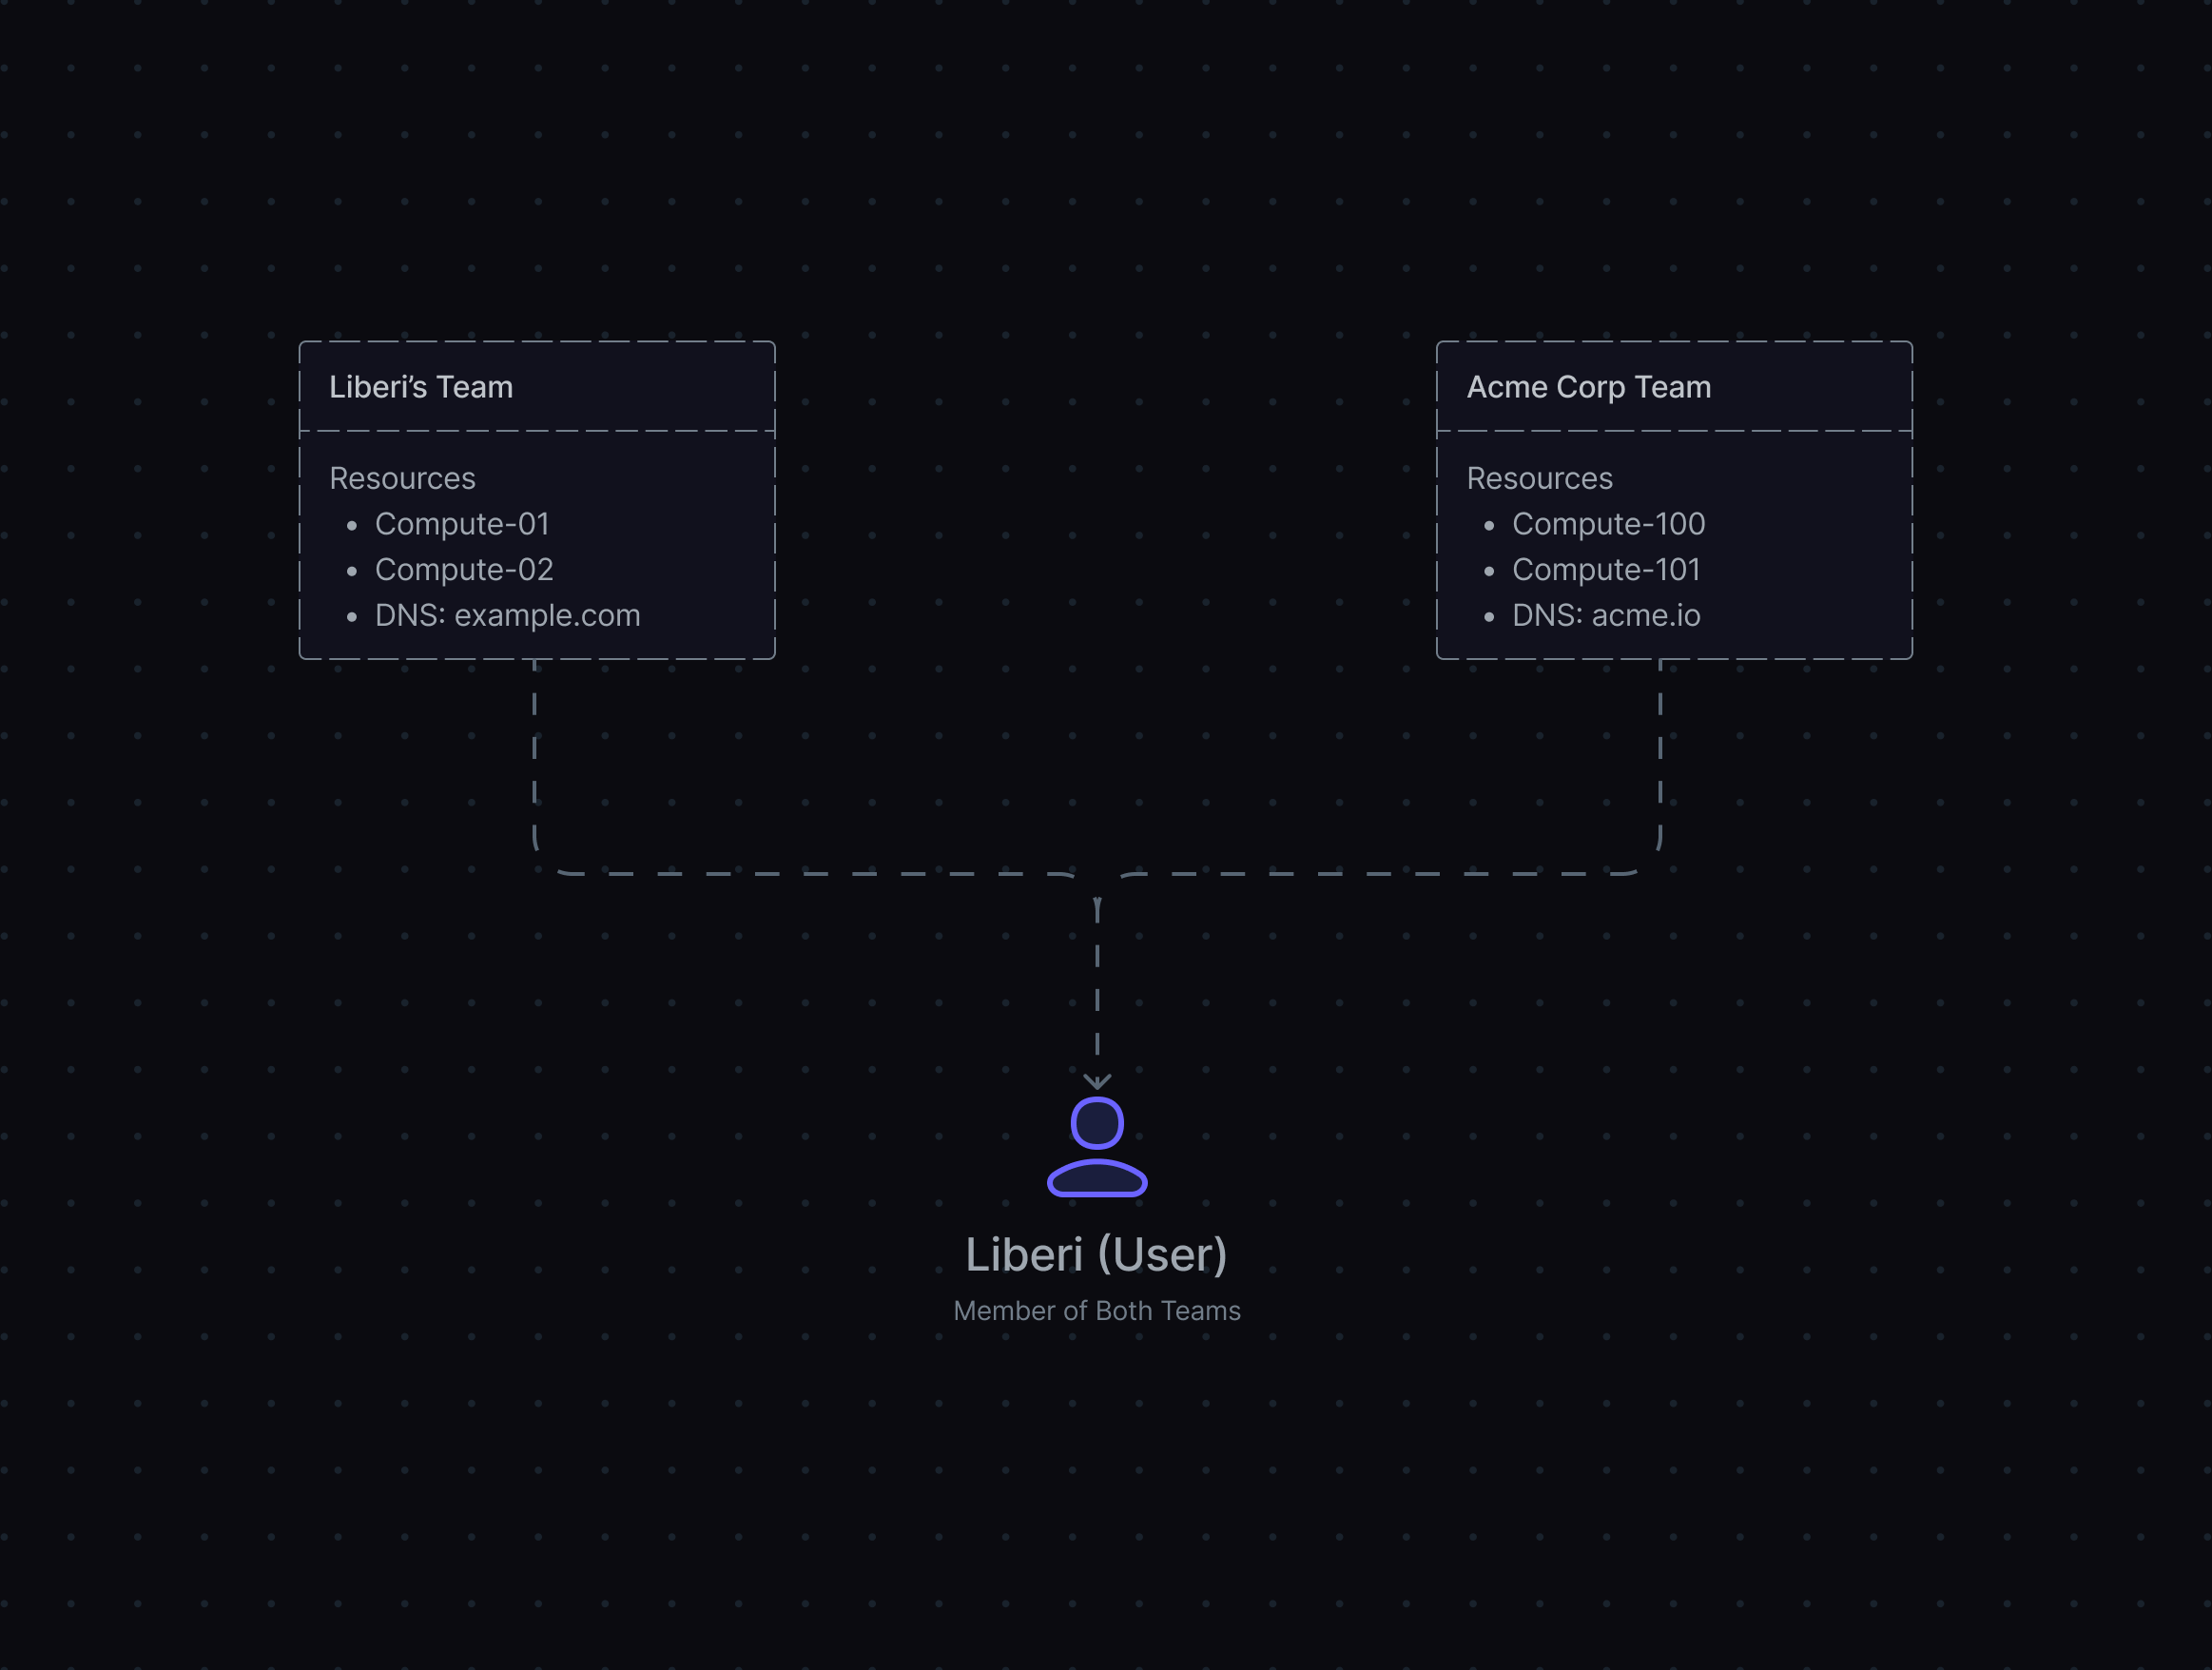 Liberi’s Team
Resources
Compute-01
Compute-02
DNS: example.com
Acme Corp Team
Resources
Compute-100
Compute-101
DNS: acme.io
Liberi (User)
Member of Both Teams